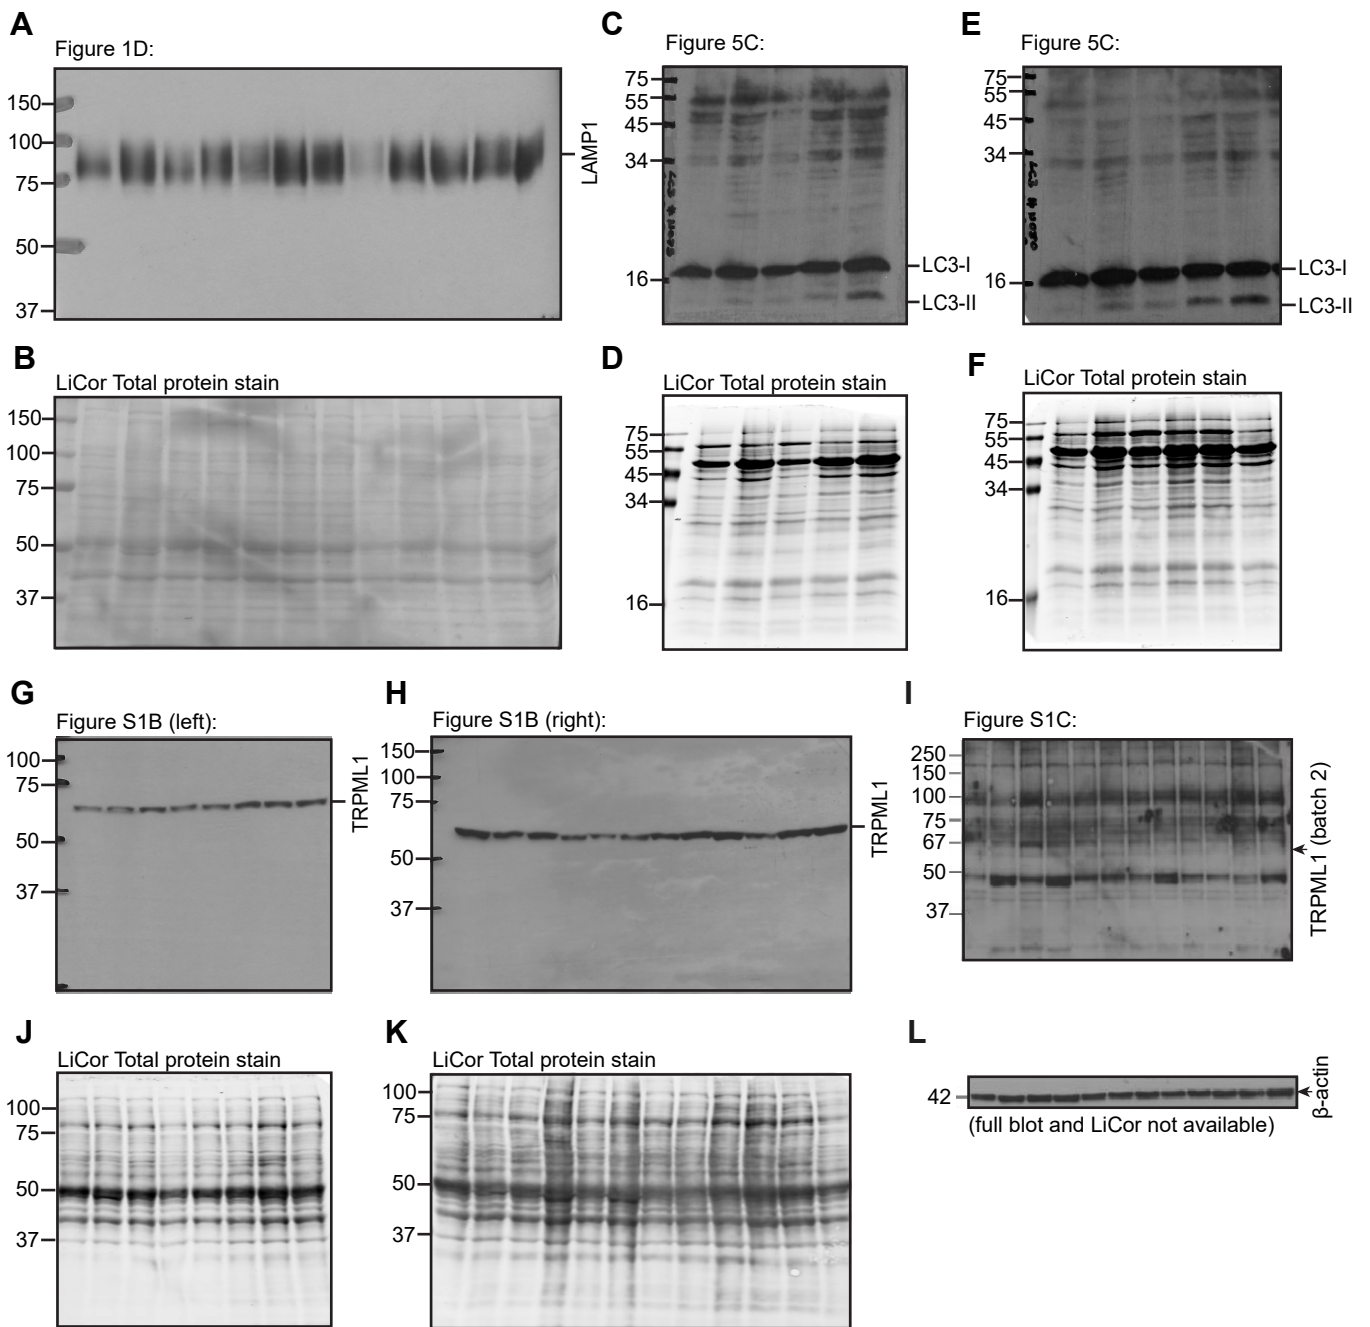 A
Figure 1D:
150
100
75
50
37
LAMP1
B
LiCor Total protein stain
150
100
75
50
37
C
Figure 5C:
75
55
45
34
16
LC3-I
LC3-II
D
LiCor Total protein stain
75
55
45
34
16
E
Figure 5C:
75
55
45
34
16
LC3-I
LC3-II
F
LiCor Total protein stain
75
55
45
34
16
G
Figure S1B (left):
100
75
50
37
TRPML1
H
Figure S1B (right):
150
100
75
50
37
TRPML1
I
Figure S1C:
250
150
100
75
67
50
37
TRPML1 (batch 2)
J
LiCor Total protein stain
100
75
50
37
K
LiCor Total protein stain
100
75
50
37
L
42
β-actin
(full blot and LiCor not available)